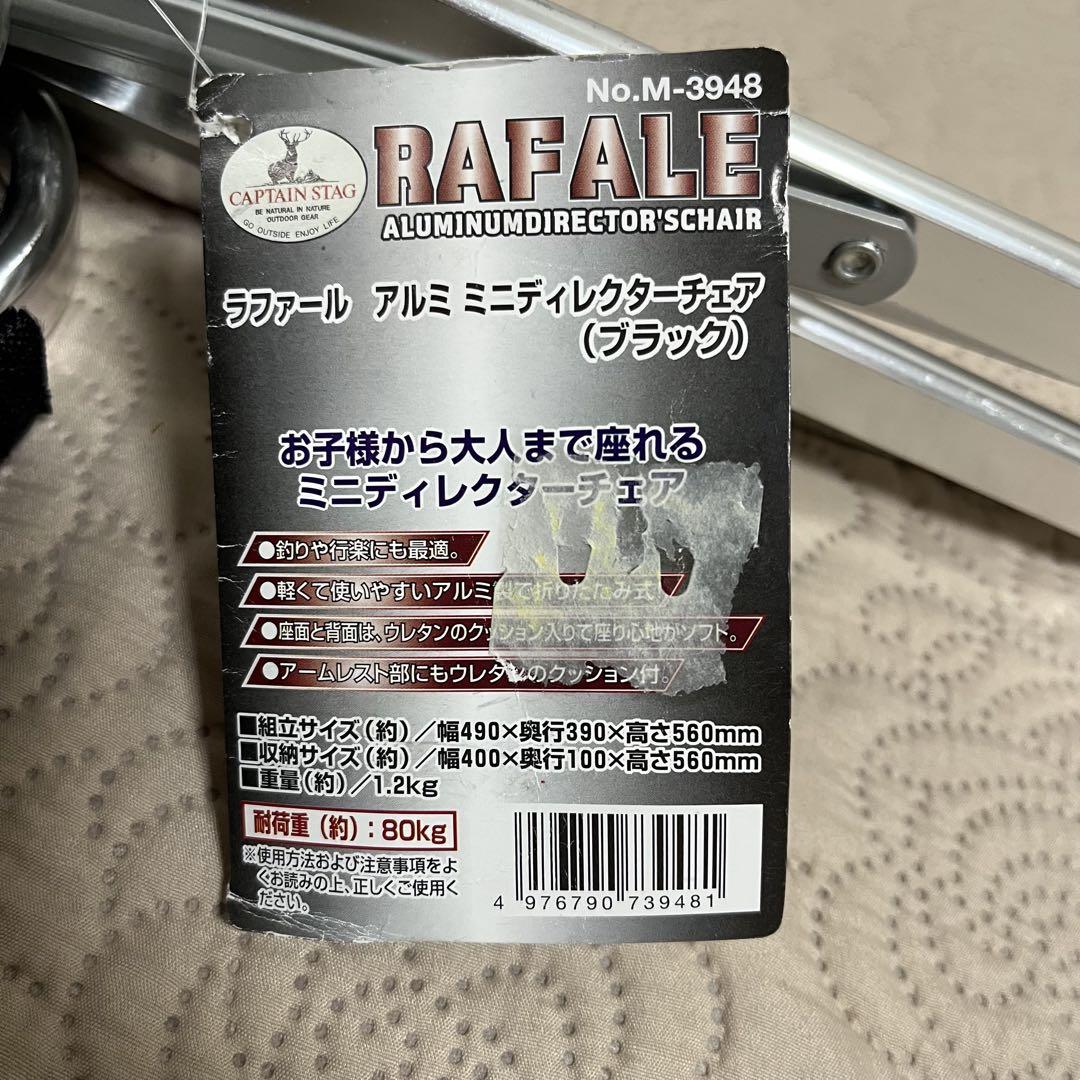 No.M-3948
CAPTAIN STAG
BE NATURAL IN NATURE
OUTDOOR GEAR
GO OUTSIDE ENJOY LIFE
RAFALE
ALUMINUMDIRECTOR'SCHAIR
ラファール アルミ ミニディレクターチェア
(ブラック)
お子様から大人まで座れる
ミニディレクターチェア
●釣りや行楽にも最適。
●軽くて使いやすいアルミ製で折りたたみ式
●座面と背面は、ウレタンのクッション入りで座り心地がソフト。
●アームレスト部にもウレタンのクッション付。
■組立サイズ(約)/幅490×奥行390×高さ560mm
■収納サイズ(約)/幅400×奥行100×高さ560mm
■重量(約)/1.2kg
耐荷重(約):80kg
※使用方法および注意事項をよ
くお読みの上、正しくご使用く
ださい。
4 976790 739481